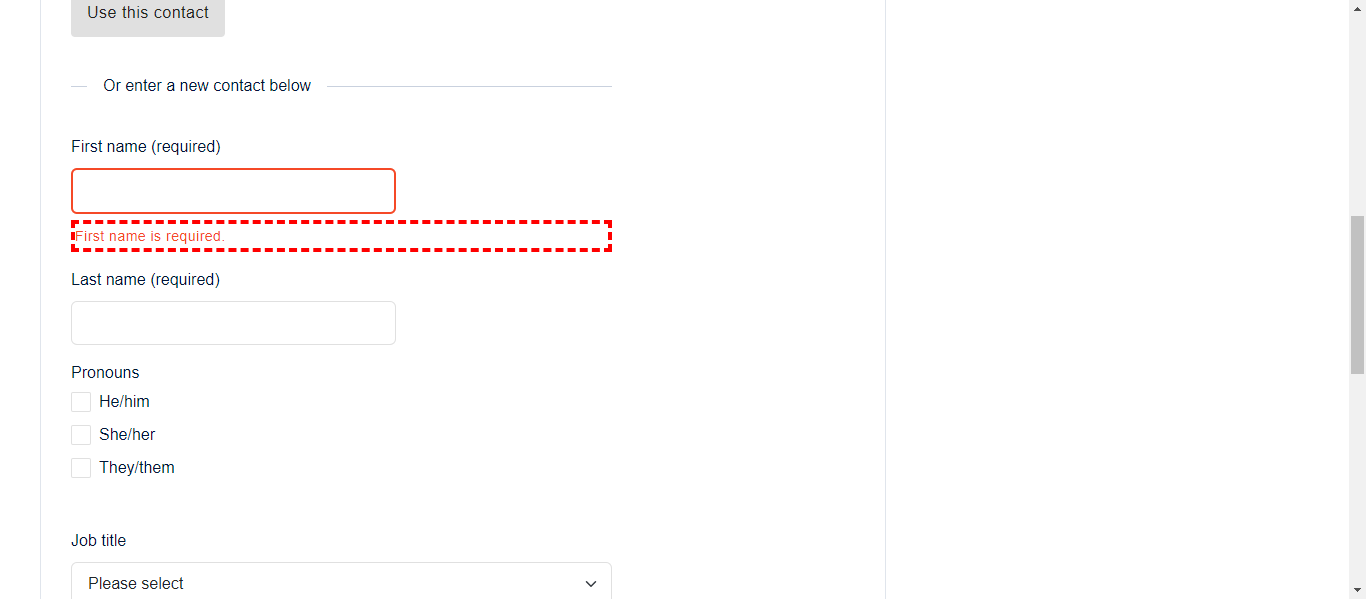 Use this contact
Or enter a new contact below
First name (required)
First name is required.
Last name (required)
Pronouns
He/him
She/her
They/them
Job title
Please select